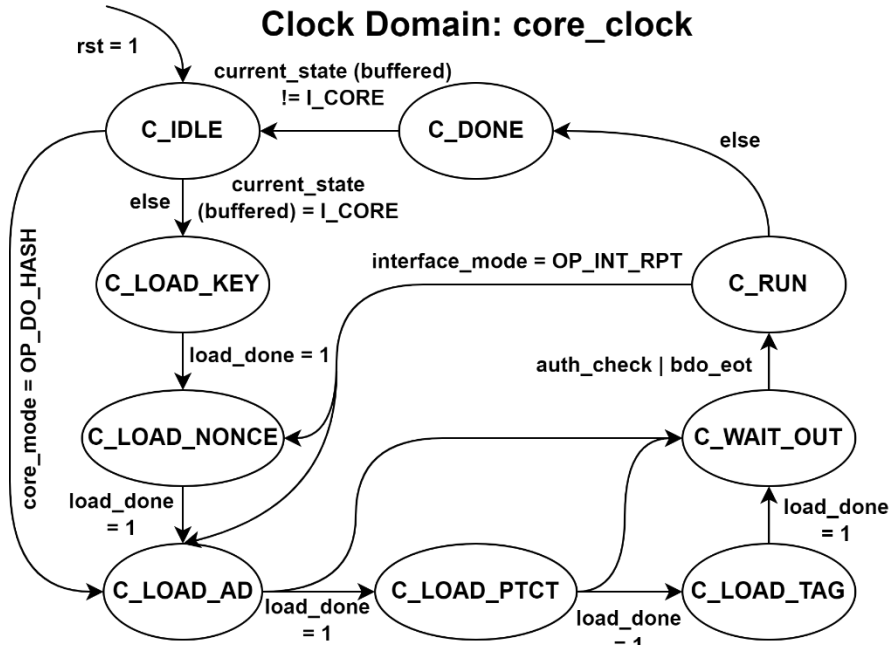 Clock Domain: core_clock
rst = 1
current_state (buffered)
!= I_CORE
C_IDLE
C_DONE
else
else
current_state
(buffered) = I_CORE
core_mode = OP_DO_HASH
interface_mode = OP_INT_RPT
C_LOAD_KEY
C_RUN
load_done = 1
auth_check | bdo_eot
C_LOAD_NONCE
C_WAIT_OUT
load_done
= 1
load_done
= 1
C_LOAD_AD
C_LOAD_PTCT
C_LOAD_TAG
load_done
= 1
load_done
= 1